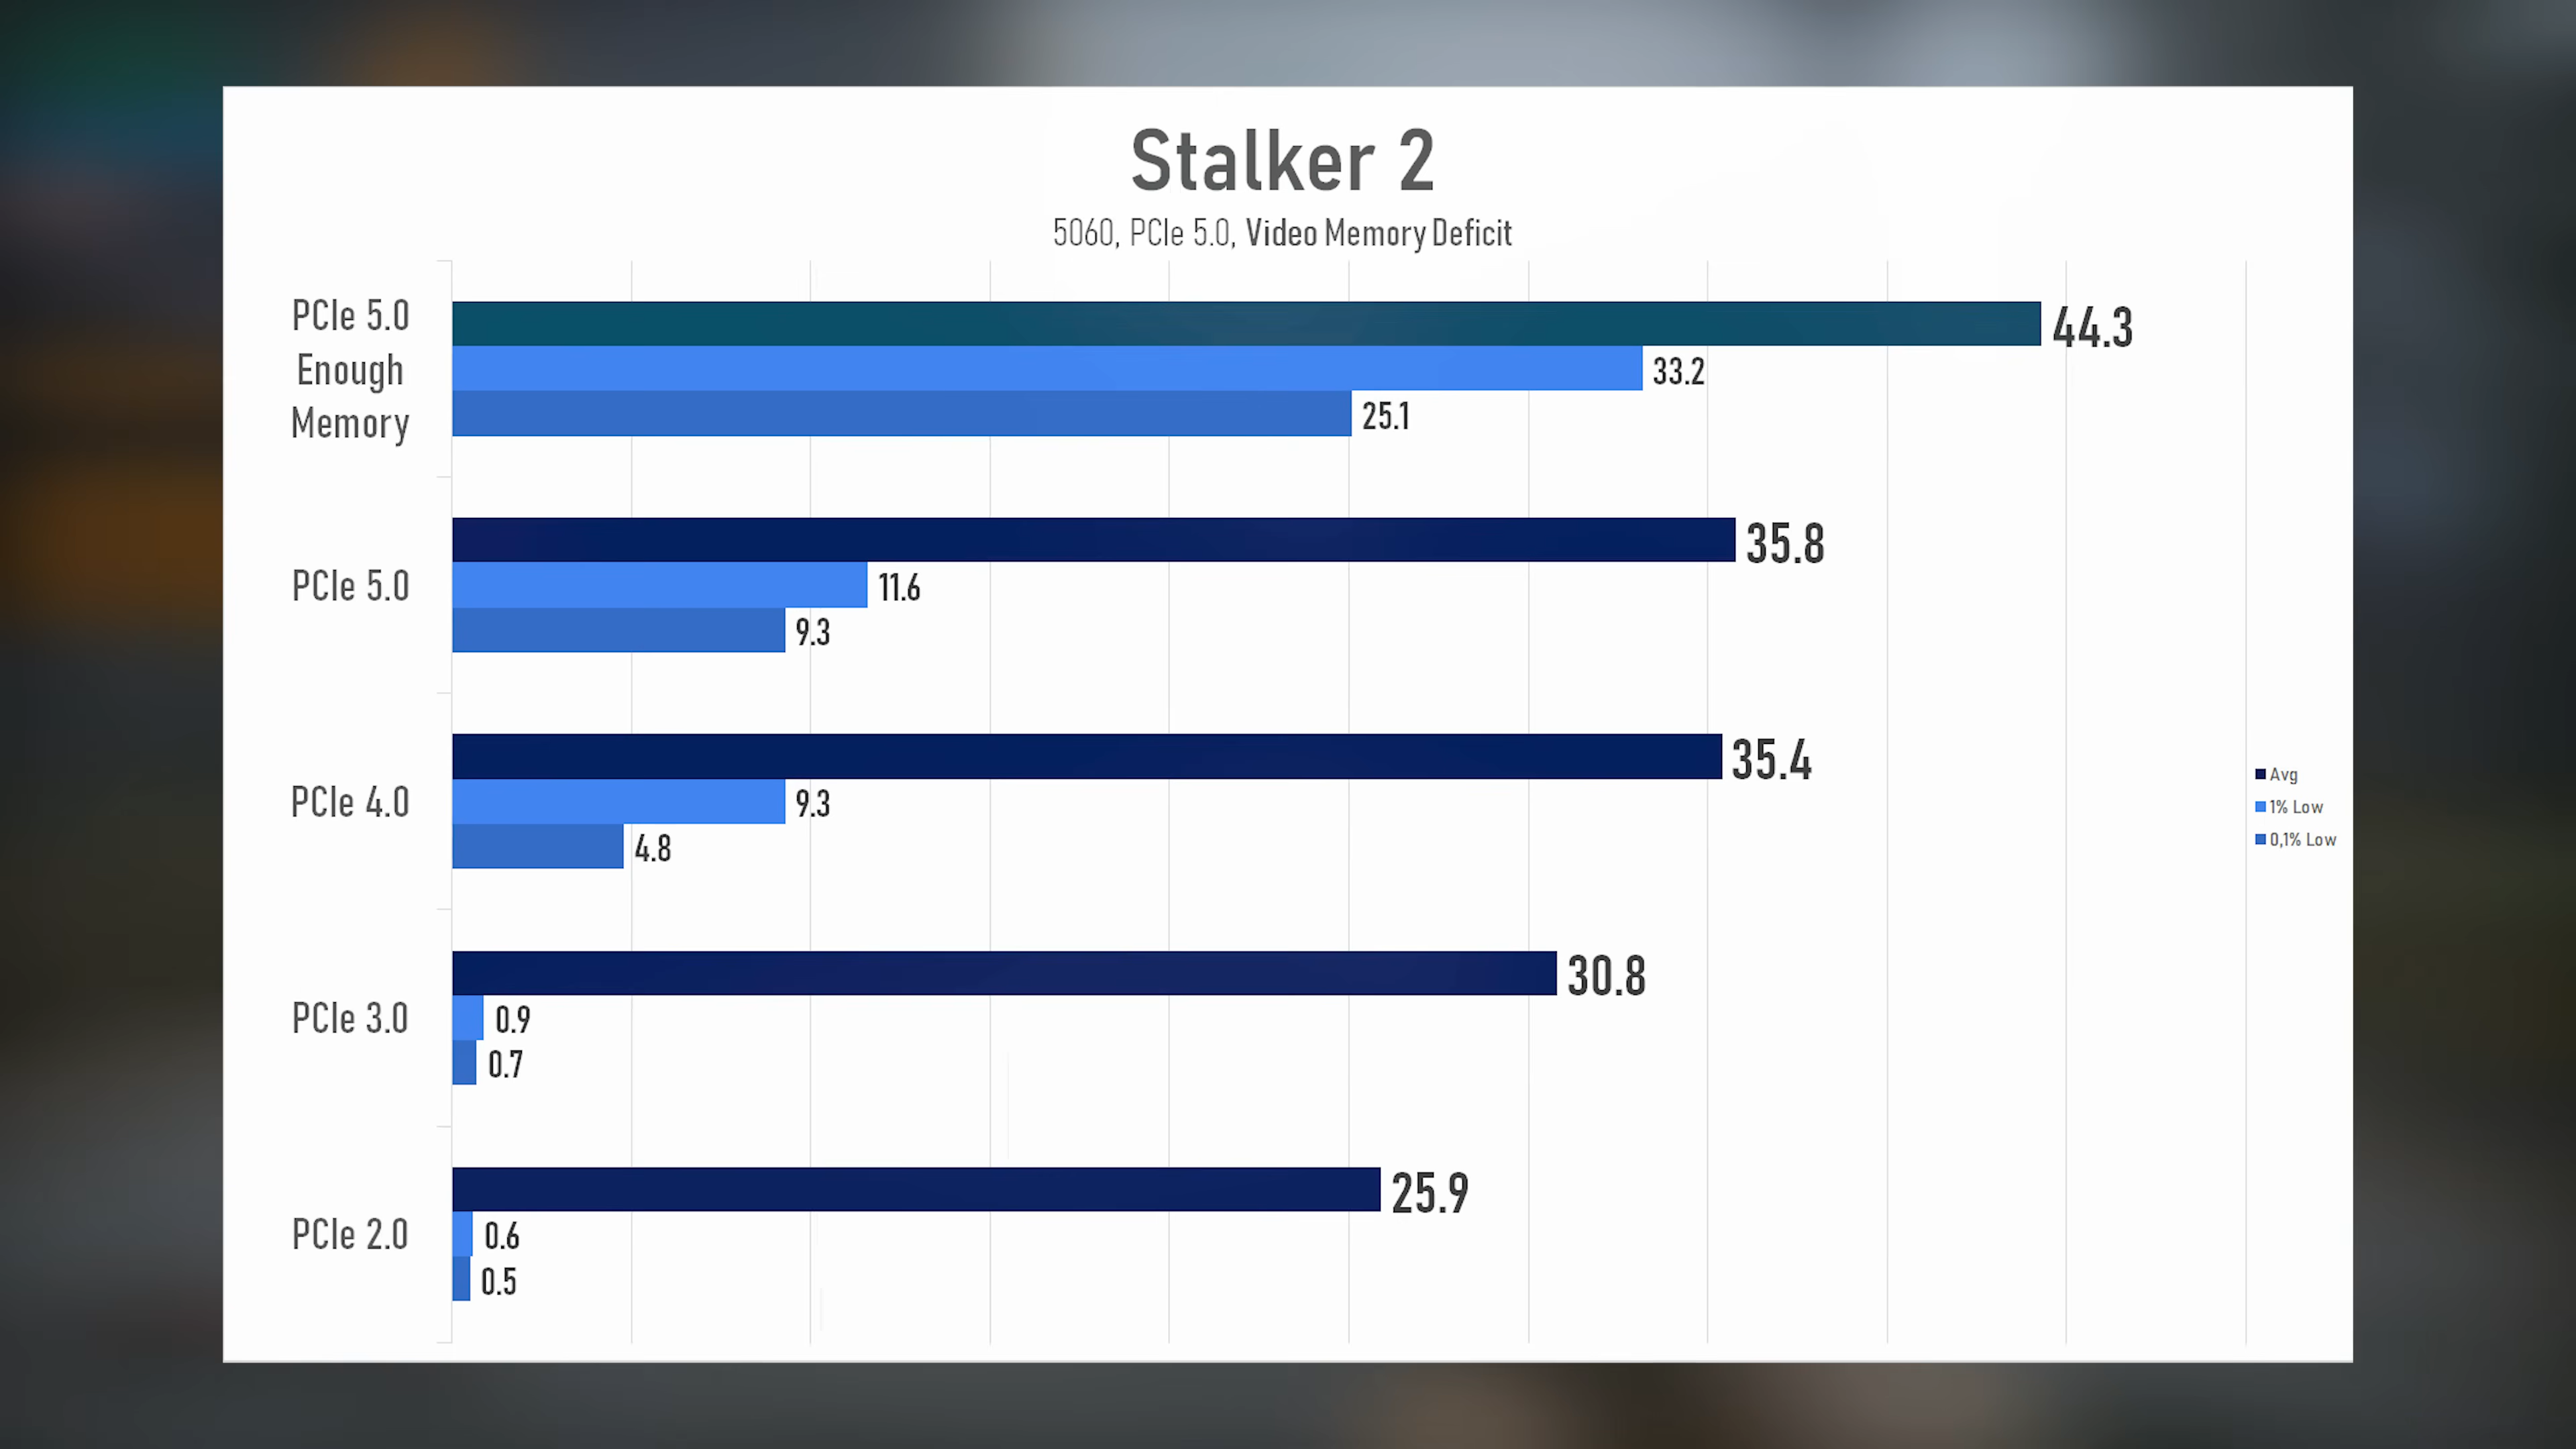 Stalker 2
5060, PCIe 5.0, Video Memory Deficit
PCIe 5.0
Enough
Memory
44.3
33.2
25.1
PCIe 5.0
35.8
11.6
9.3
PCIe 4.0
35.4
9.3
4.8
PCIe 3.0
30.8
0.9
0.7
PCIe 2.0
25.9
0.6
0.5
Avg
1% Low
0,1% Low